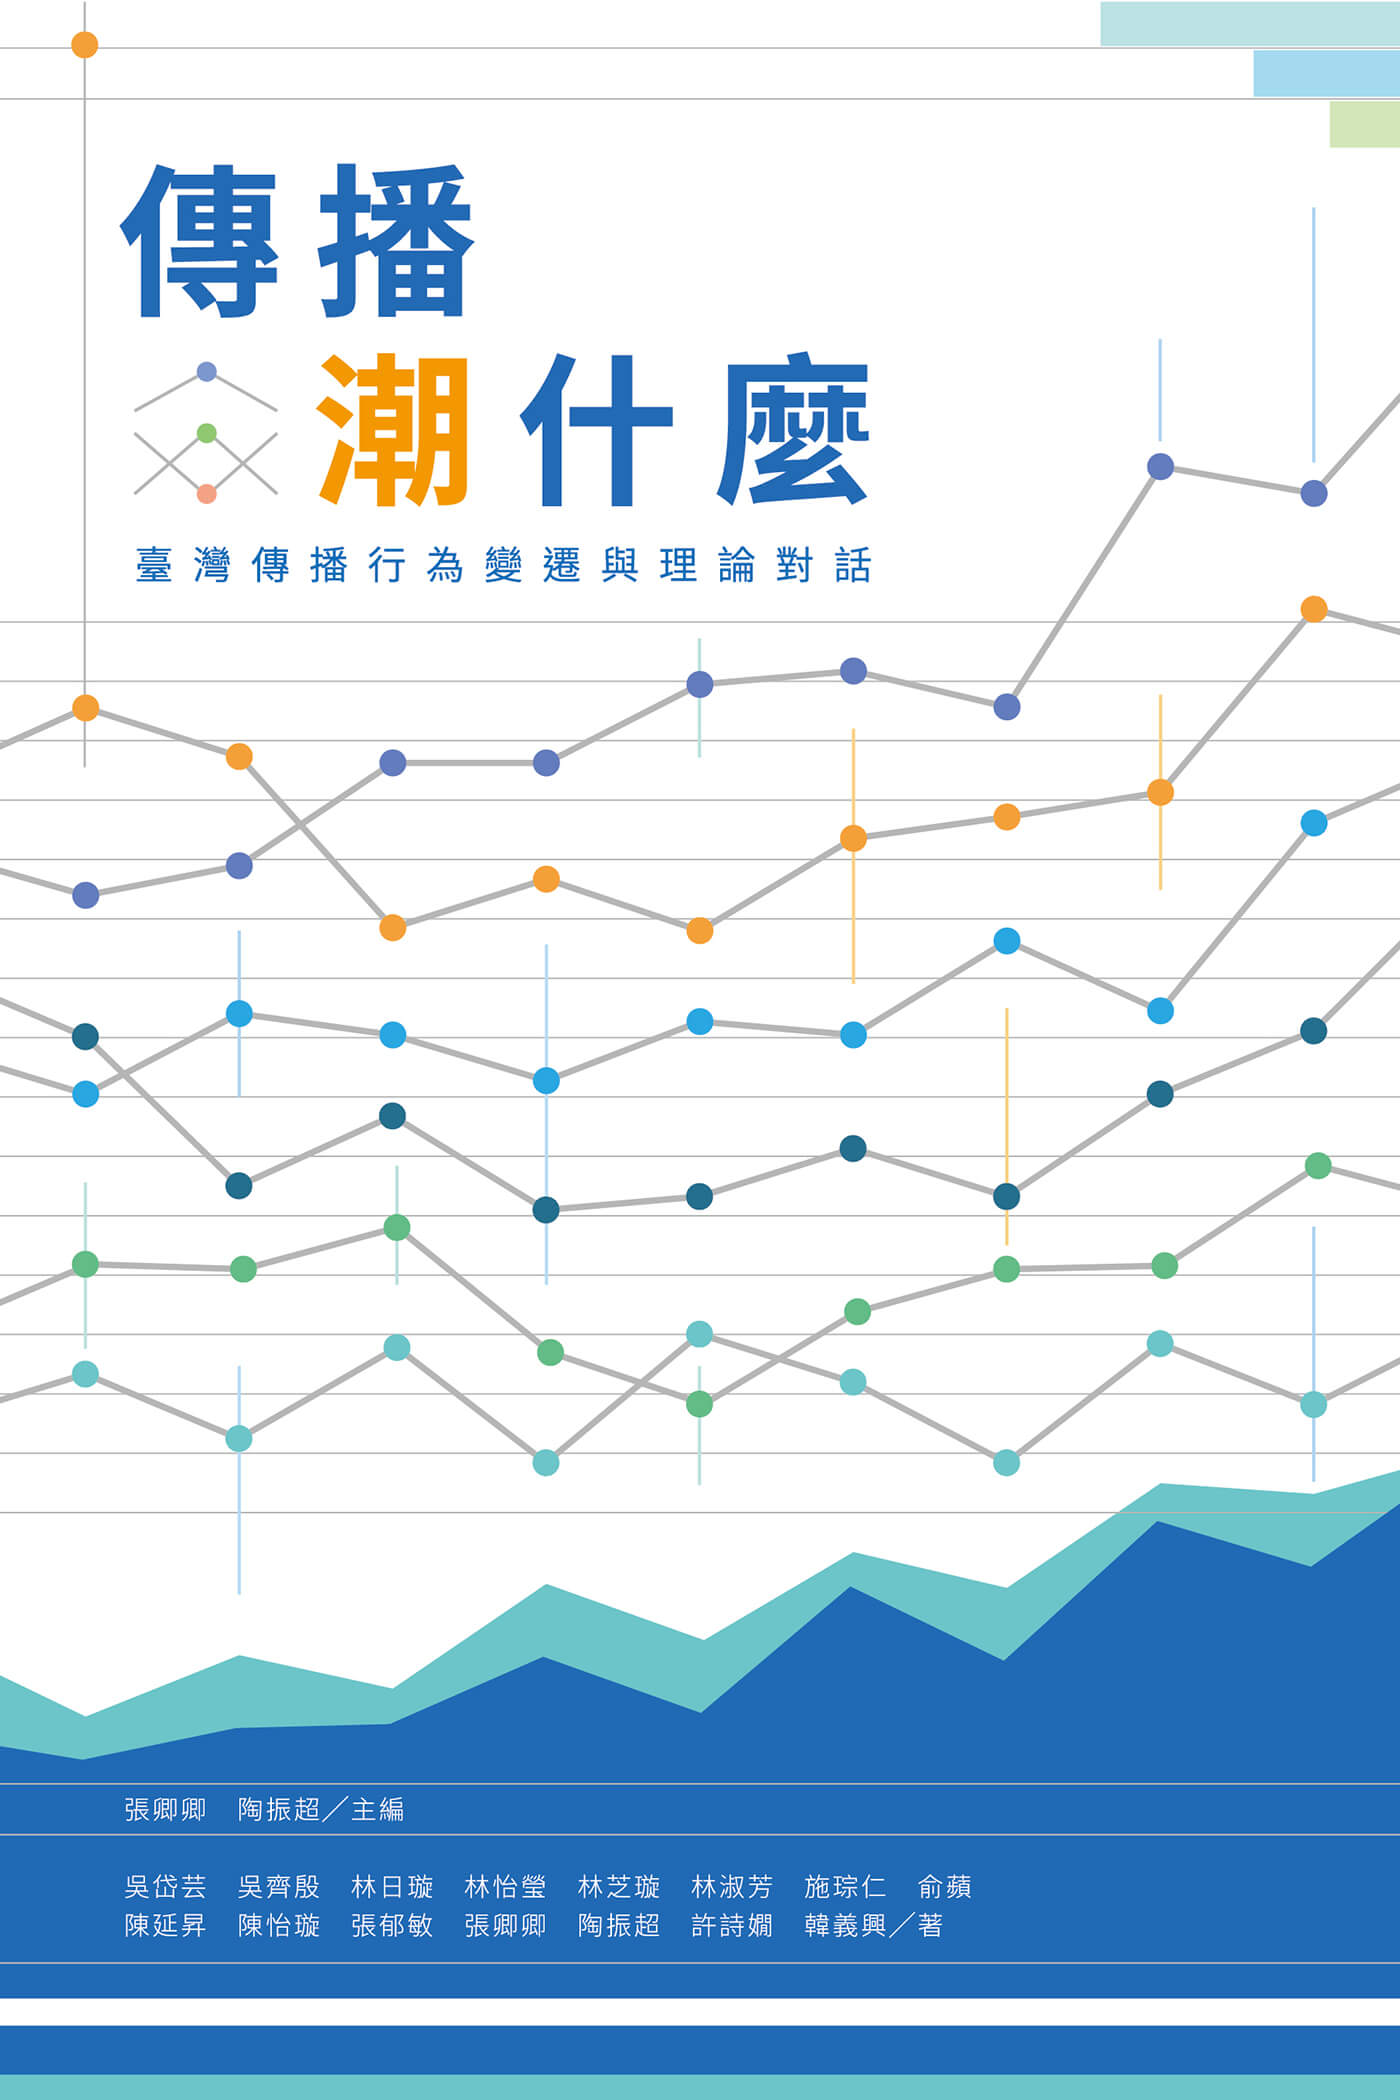 傳播
潮什麼
臺灣傳播行為變遷與理論對話
張卿卿 陶振超／主編
吳岱芸 吳齊殷 林日璇 林怡瑩 林芝璇 林淑芳 施琮仁 俞蘋
陳延昇 陳怡璇 張郁敏 張卿卿 陶振超 許詩嫺 韓義興／著